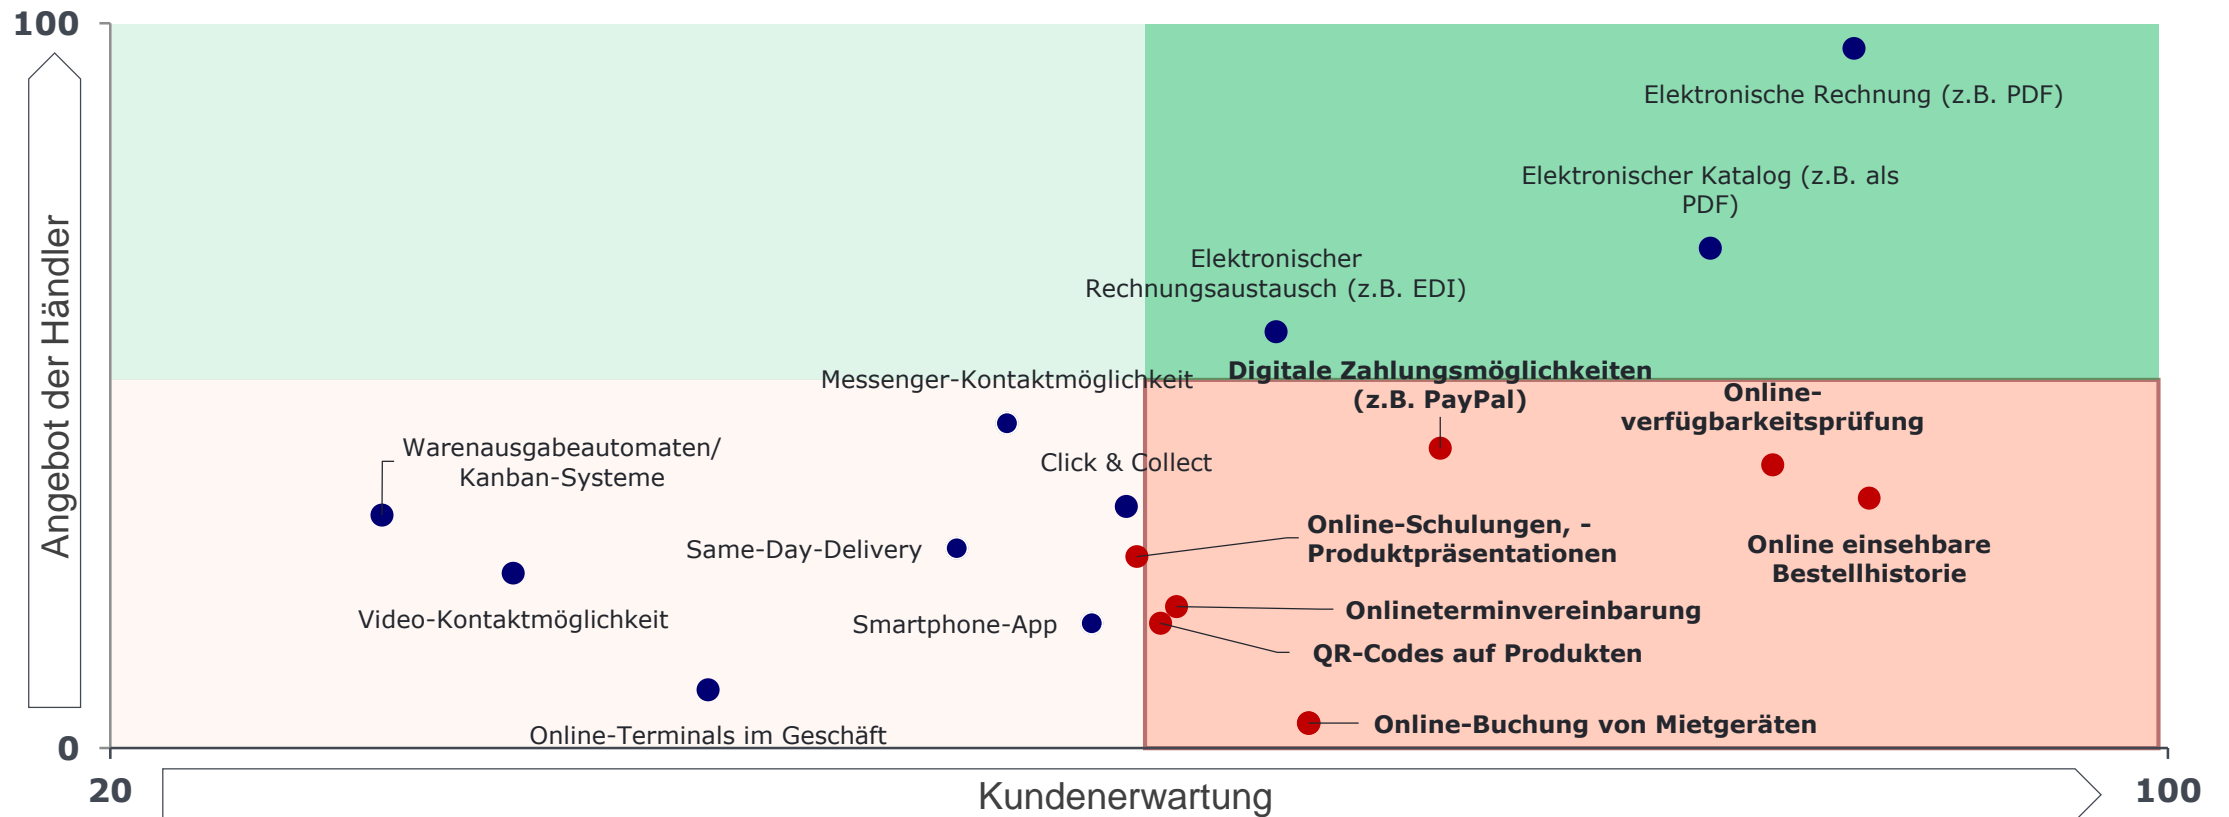 100
Elektronische Rechnung (z.B. PDF)
Elektronischer Katalog (z.B. als
PDF)
Elektronischer
Rechnungsaustausch (z.B. EDI)
Digitale Zahlungsmöglichkeiten
(z.B. PayPal)
Messenger-Kontaktmöglichkeit
Online-
verfügbarkeitsprüfung
Warenausgabeautomaten/
Kanban-Systeme
Click & Collect
Online-Schulungen, -
Produktpräsentationen
Same-Day-Delivery
Online einsehbare
Bestellhistorie
Video-Kontaktmöglichkeit
Smartphone-App
Onlineterminvereinbarung
QR-Codes auf Produkten
Online-Terminals im Geschäft
Online-Buchung von Mietgeräten
Angebot der Händler
0
20
Kundenerwartung
100